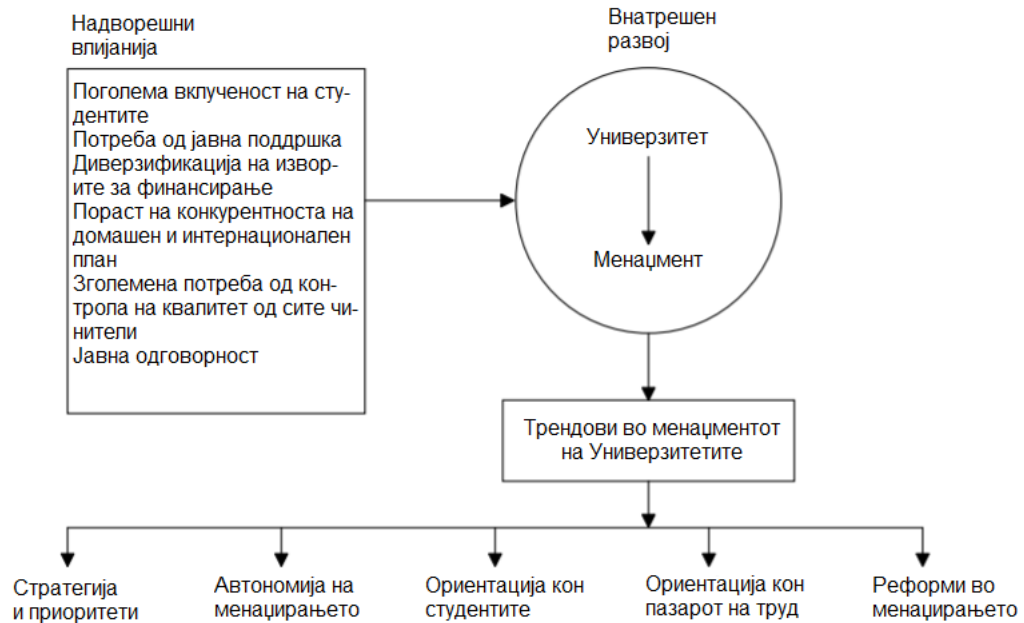 Надворешни
влијанија
Поголема вклученост на сту-
дентите
Потреба од јавна поддршка
Диверзификација на извор-
ите за финансирање
Пораст на конкурентноста на
домашен и интернационален
план
Зголемена потреба од кон-
трола на квалитет од сите чи-
нители
Јавна одговорност
Внатрешен
развој
Универзитет
Менаџмент
Трендови во менаџментот
на Универзитетите
Стратегија
и приоритети
Автономија на
менаџирањето
Ориентација кон
студентите
Ориентација кон
пазарот на труд
Реформи во
менаџирањето